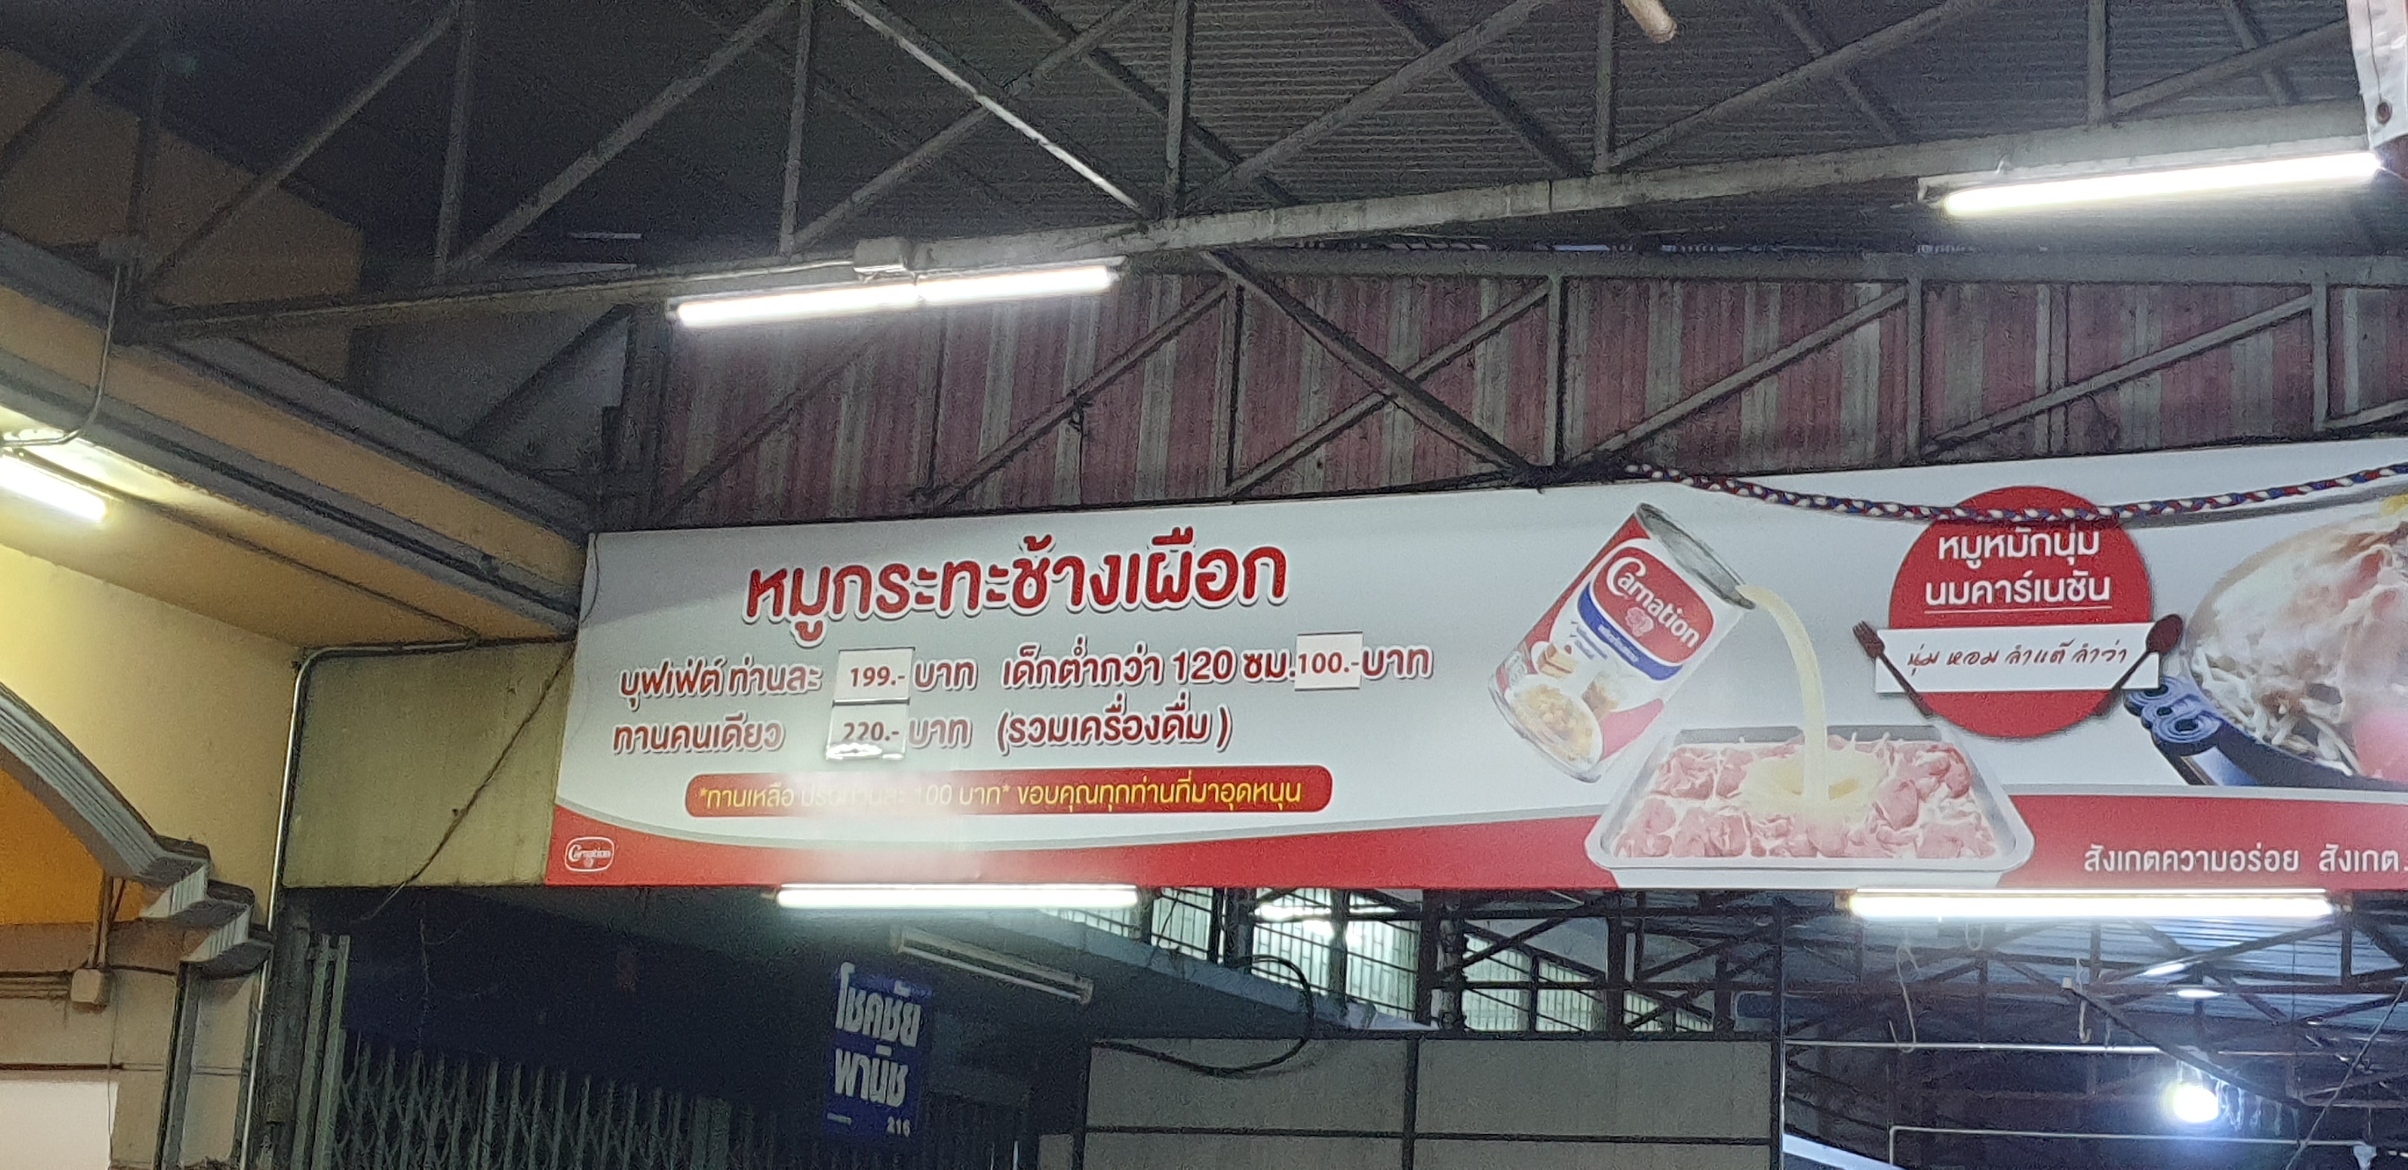 หมูกระทะช้างเผือก
บุฟเฟ่ต์ ท่านละ 199.- บาท เด็กต่ำกว่า 120 ซม. 100.- บาท
ทานคนเดียว 220.- บาท (รวมเครื่องดื่ม)
*ทานเหลือ 100 บาท* ขอบคุณทุกท่านที่มาอุดหนุน
Carnation
Carnation
หมูหมักนุ่ม
นมคาร์เนชัน
นุ่ม หอม ลำแต๊ ลำว่า
สังเกตความอร่อย สังเกต
โชคชัย
พานิช
216